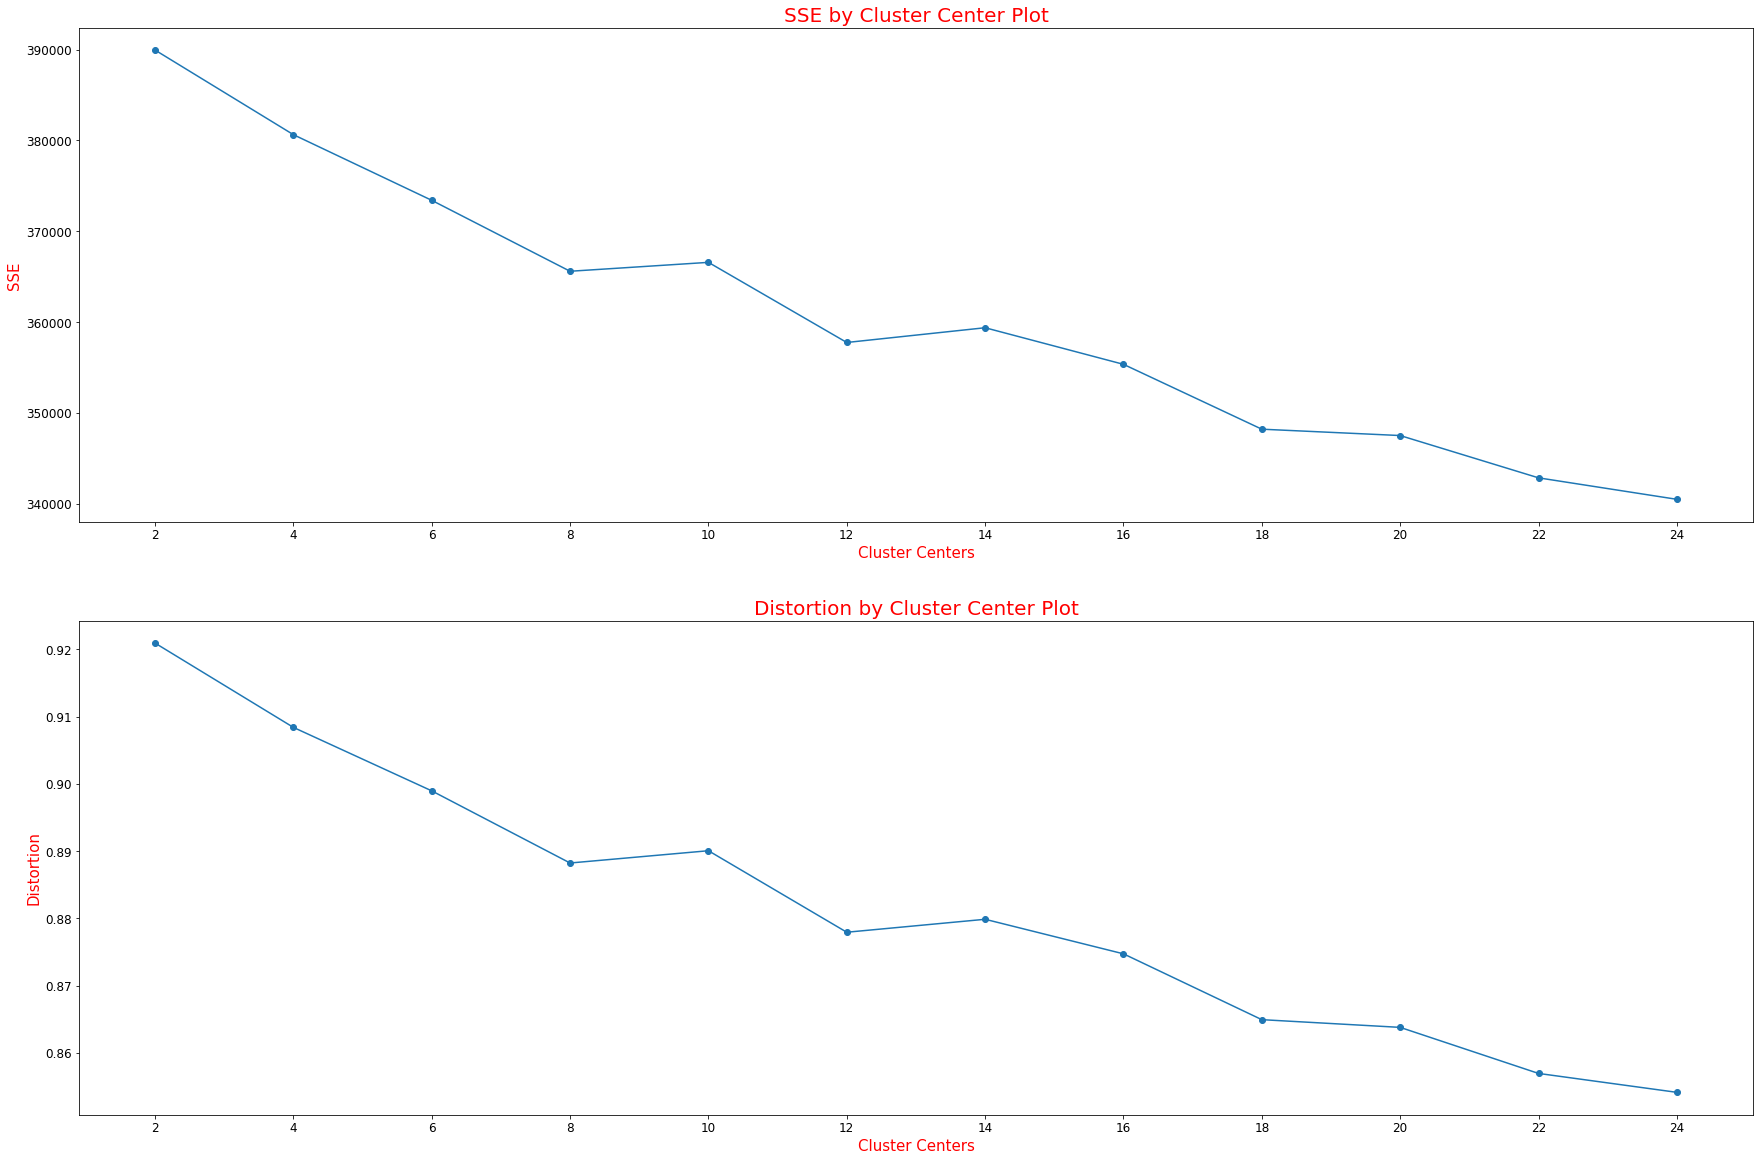 SSE by Cluster Center Plot
390000
380000
370000
360000
350000
340000
SSE
2 4 6 8 10 12 14 16 18 20 22 24
Cluster Centers
Distortion by Cluster Center Plot
0.92
0.91
0.90
0.89
0.88
0.87
0.86
Distortion
2 4 6 8 10 12 14 16 18 20 22 24
Cluster Centers